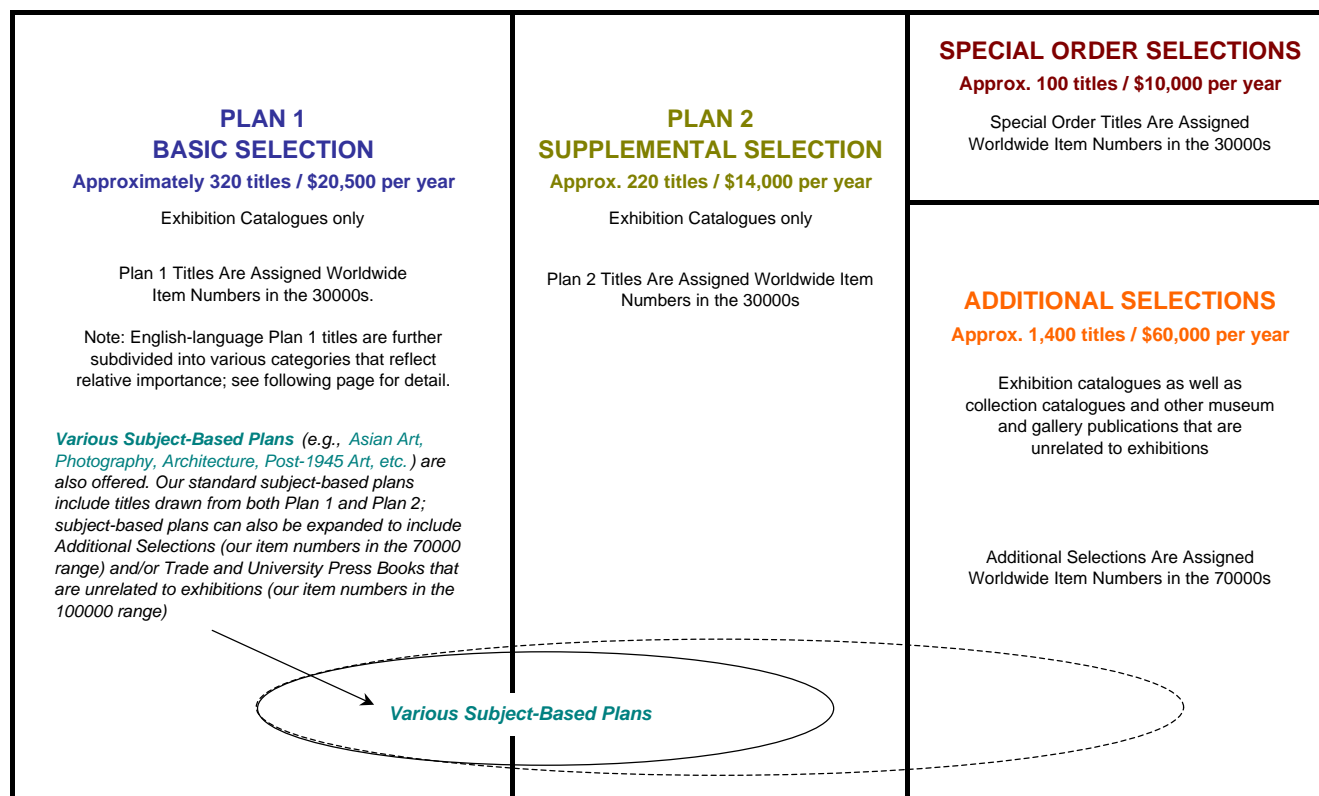 PLAN 1
BASIC SELECTION
Approximately 320 titles / $20,500 per year
Exhibition Catalogues only
Plan 1 Titles Are Assigned Worldwide
Item Numbers in the 30000s.
Note: English-language Plan 1 titles are further
subdivided into various categories that reflect
relative importance; see following page for detail.
Various Subject-Based Plans (e.g., Asian Art,
Photography, Architecture, Post-1945 Art, etc. ) are
also offered. Our standard subject-based plans
include titles drawn from both Plan 1 and Plan 2;
subject-based plans can also be expanded to include
Additional Selections (our item numbers in the 70000
range) and/or Trade and University Press Books that
are unrelated to exhibitions (our item numbers in the
100000 range)
PLAN 2
SUPPLEMENTAL SELECTION
Approx. 220 titles / $14,000 per year
Exhibition Catalogues only
Plan 2 Titles Are Assigned Worldwide Item
Numbers in the 30000s
SPECIAL ORDER SELECTIONS
Approx. 100 titles / $10,000 per year
Special Order Titles Are Assigned
Worldwide Item Numbers in the 30000s
ADDITIONAL SELECTIONS
Approx. 1,400 titles / $60,000 per year
Exhibition catalogues as well as
collection catalogues and other museum
and gallery publications that are
unrelated to exhibitions
Additional Selections Are Assigned
Worldwide Item Numbers in the 70000s
Various Subject-Based Plans